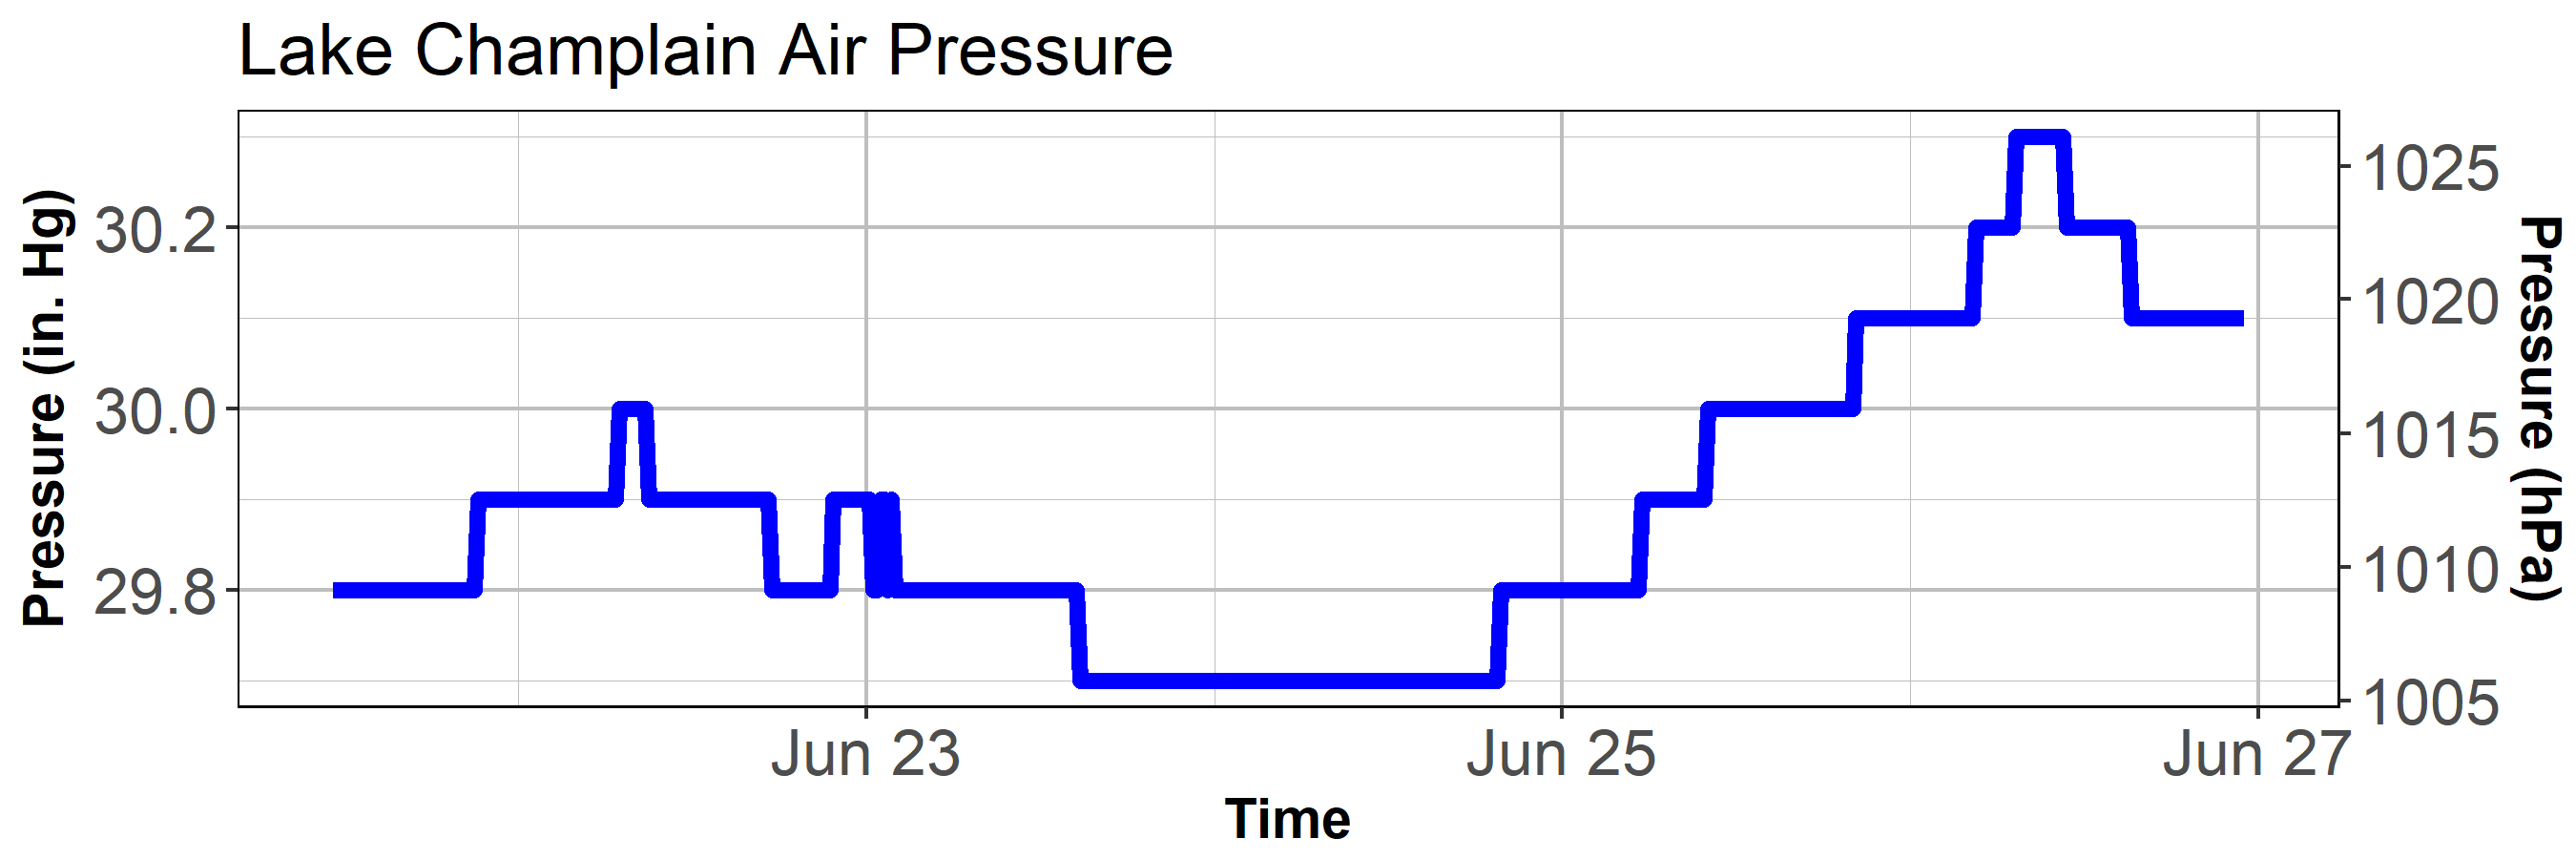 Lake Champlain Air Pressure
Pressure (in. Hg)
30.2
30.0
29.8
1025
1020
1015
1010
1005
Pressure (hPa)
Jun 23
Jun 25
Jun 27
Time